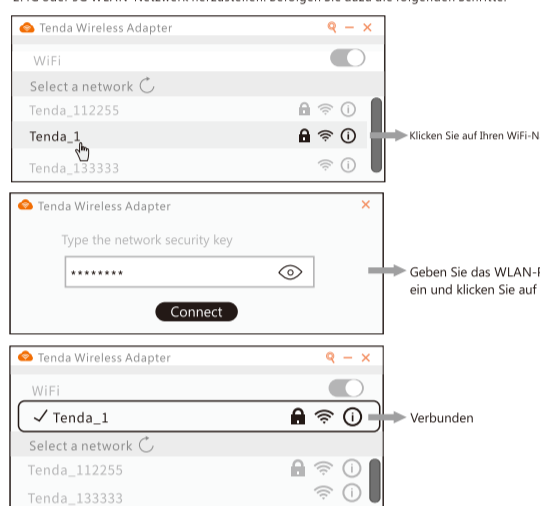 Tenda Wireless Adapter
WiFi
Select a network
Tenda_112255
Tenda_1
Klicken Sie auf Ihren
Tenda_133333
Tenda Wireless Adapter
Type the network security key
********
Geben Sie das
ein und klicken Sie auf
Connect
Tenda Wireless Adapter
WiFi
Tenda_1
Verbunden
Select a network
Tenda_112255
Tenda_133333